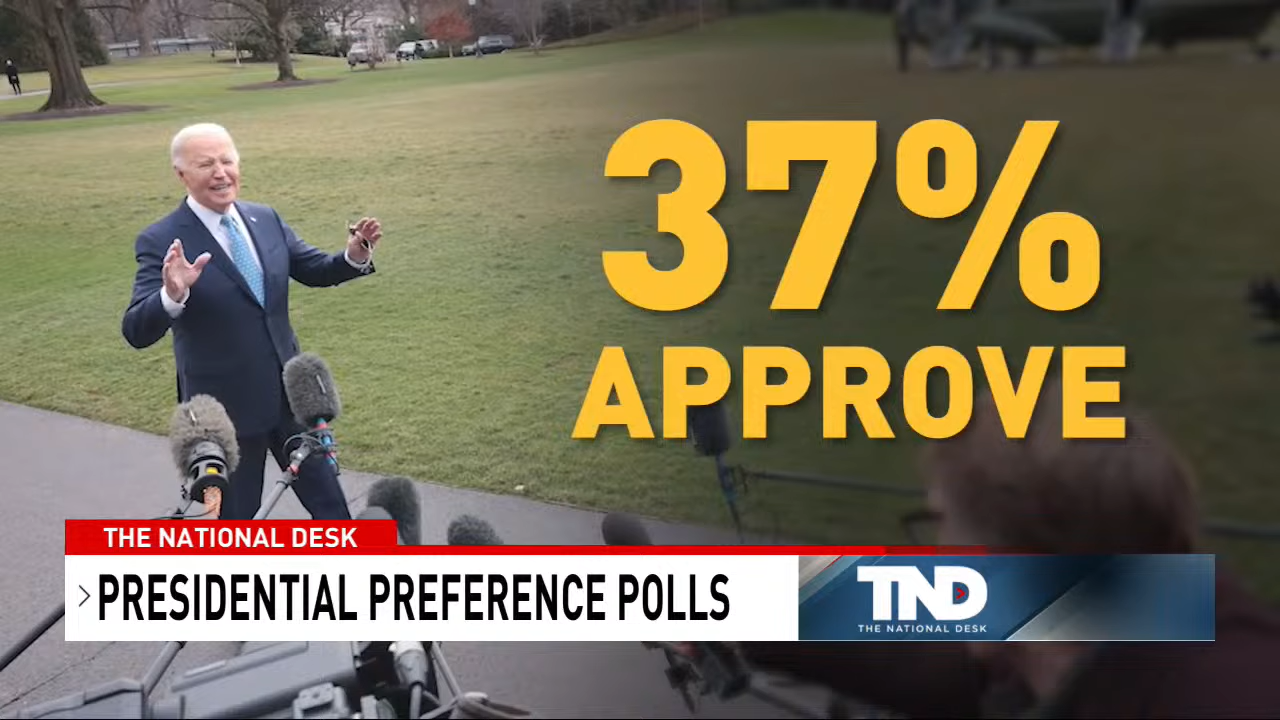 37%
APPROVE
THE NATIONAL DESK
PRESIDENTIAL PREFERENCE POLLS
TND
THE NATIONAL DESK